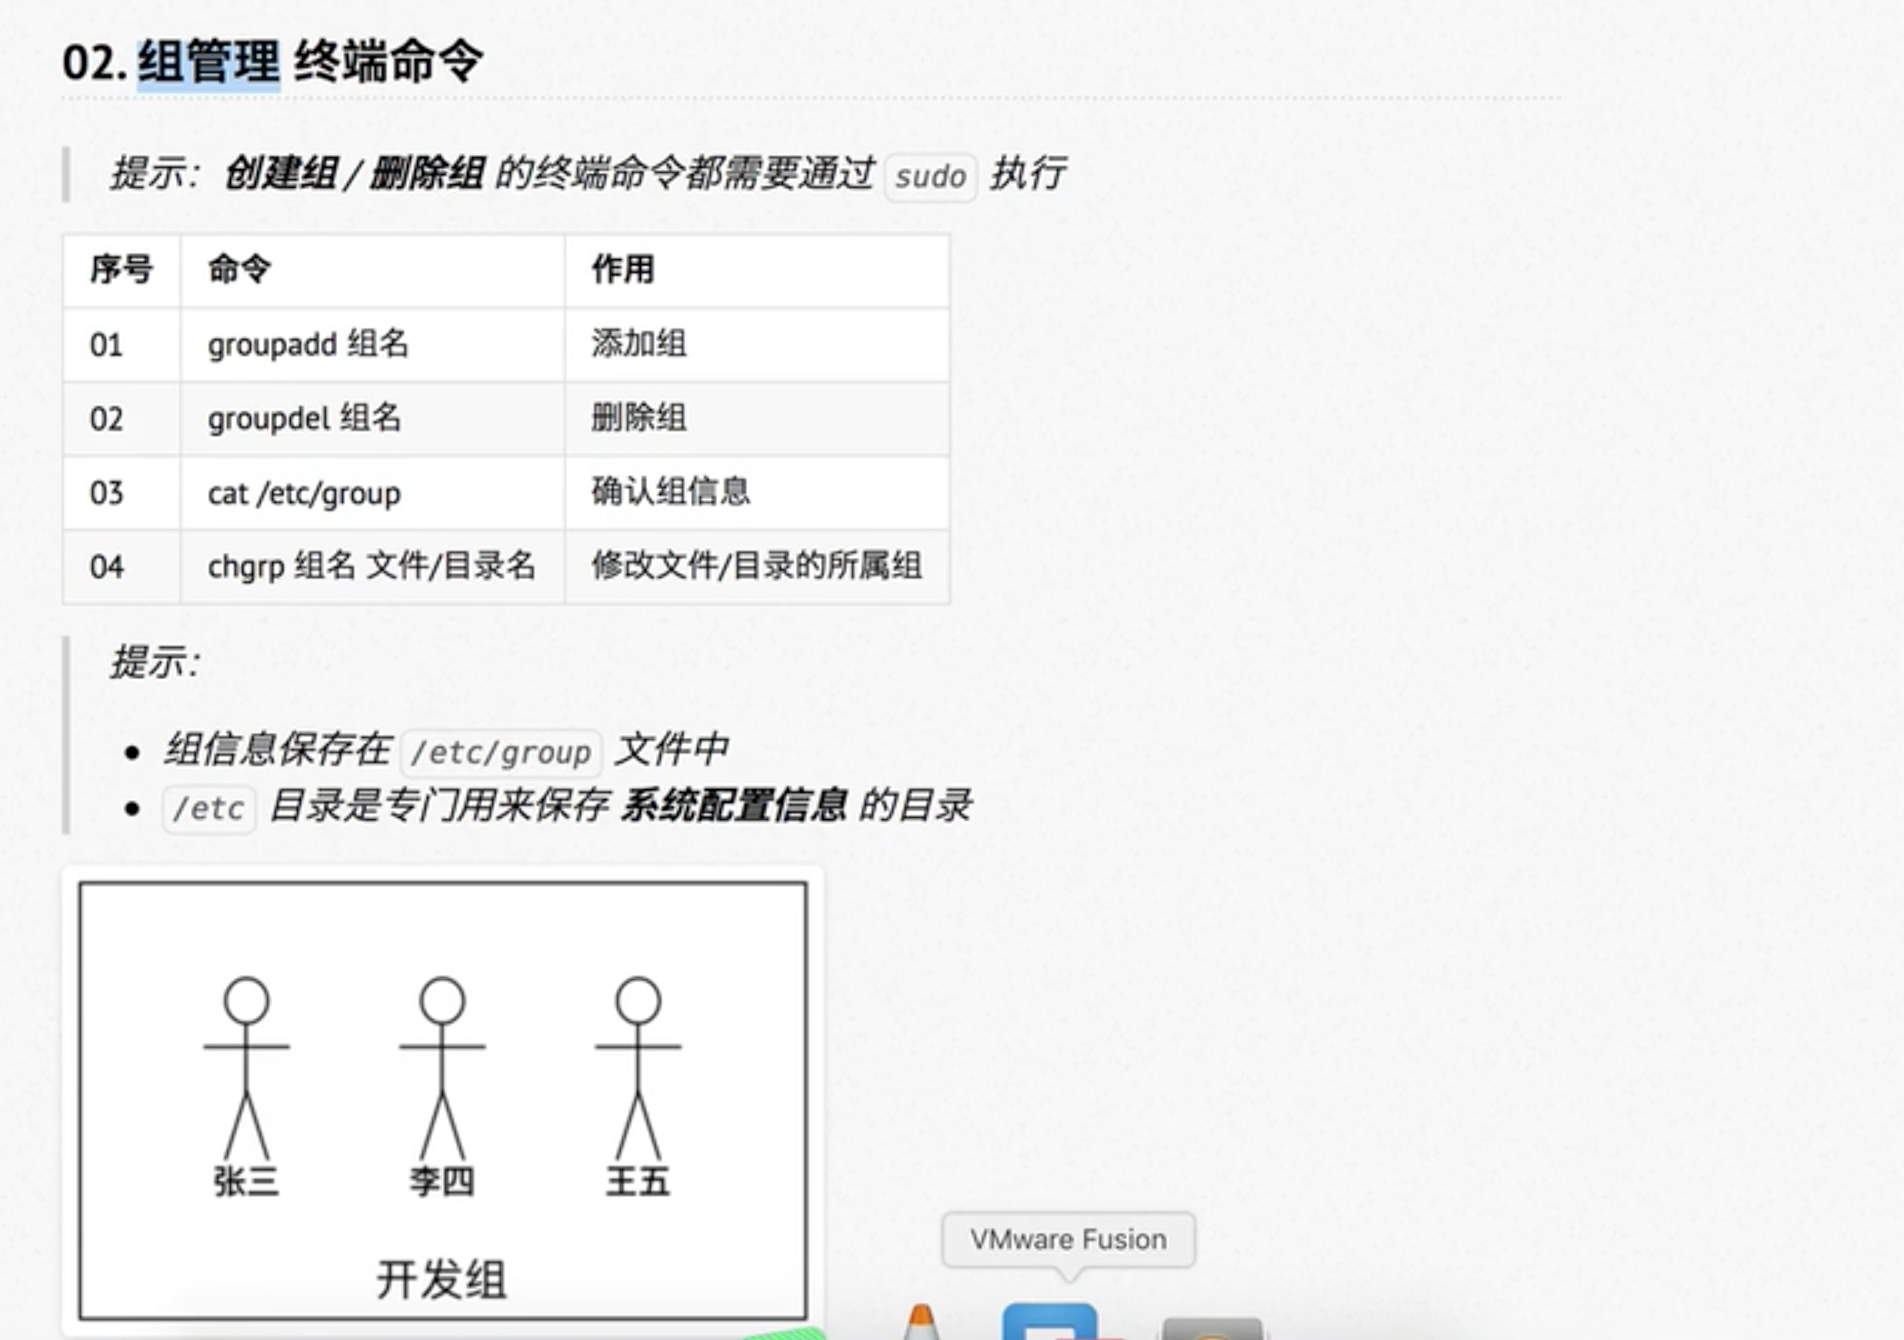 02. 组管理 终端命令
提示：创建组 / 删除组 的终端命令都需要通过 sudo 执行
序号 命令 作用
01 groupadd 组名 添加组
02 groupdel 组名 删除组
03 cat /etc/group 确认组信息
04 chgrp 组名 文件/目录名 修改文件/目录的所属组
提示：
• 组信息保存在 /etc/group 文件中
• /etc 目录是专门用来保存 系统配置信息 的目录
张三 李四 王五
开发组
VMware Fusion